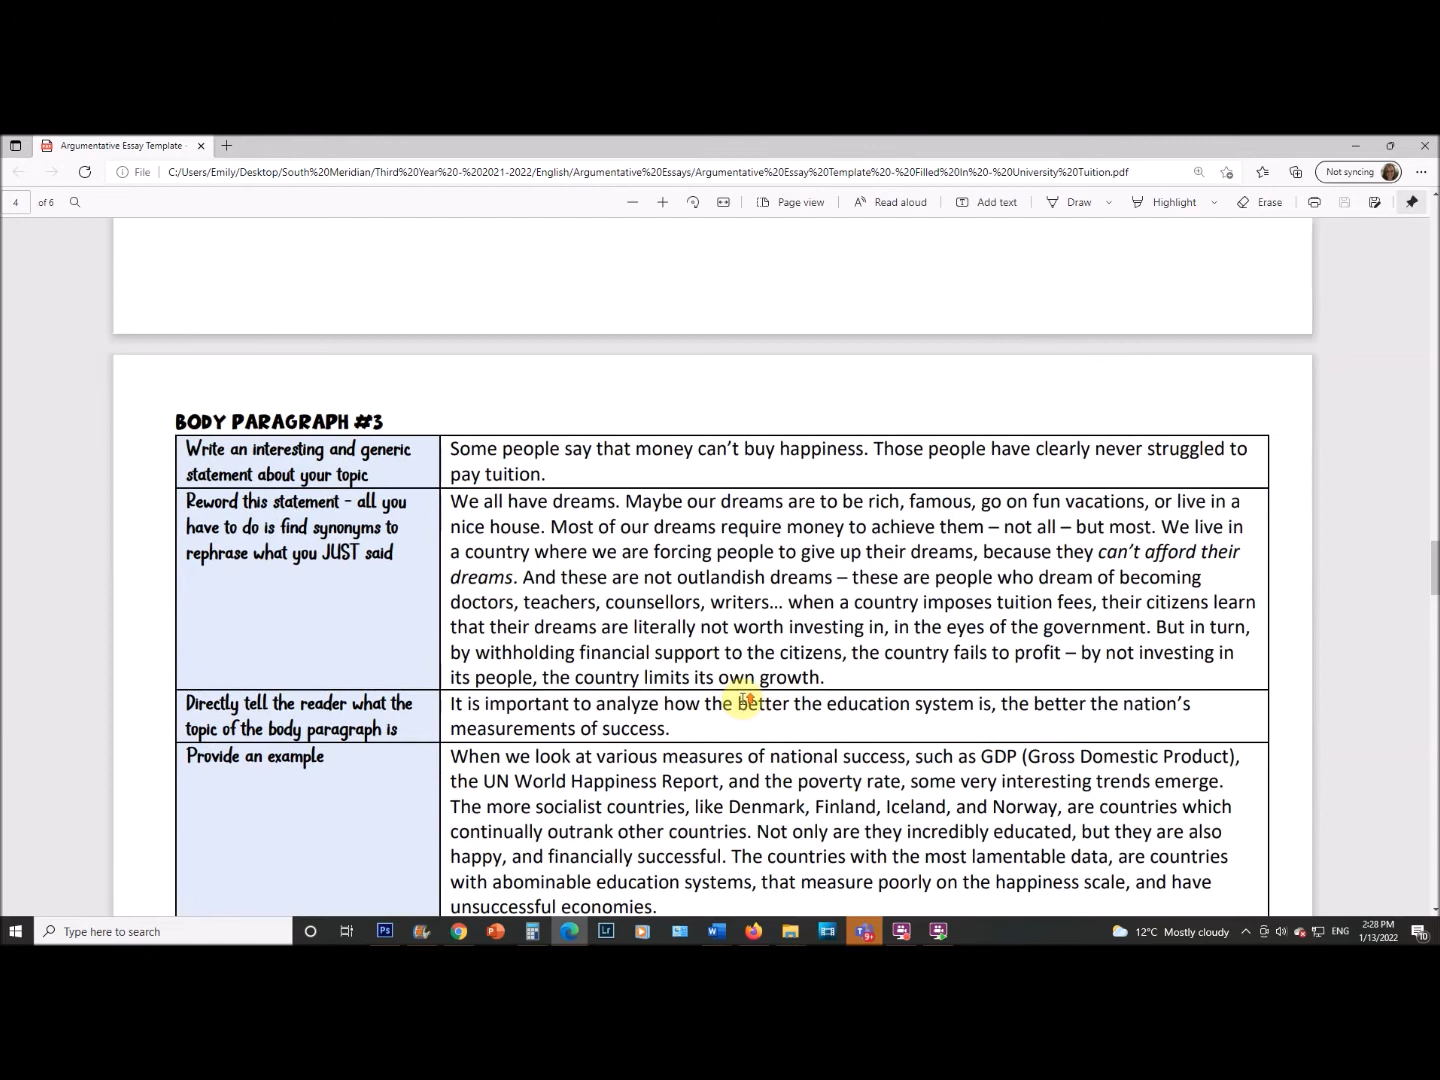 Argumentative Essay Template -
File
C:/Users/Emily/Desktop/South%20Meridian/Third%20Year%20-%202021-2022/English/Argumentative%20Essays/Argumentative%20Essay%20Template%20-%20Filled%20In%20-%20University%20Tuition.pdf
Not syncing
4 of 6
Page view
Read aloud
Add text
Draw
Highlight
Erase
BODY PARAGRAPH #3
Write an interesting and generic
statement about your topic
Some people say that money can't buy happiness. Those people have clearly never struggled to
pay tuition.
Reword this statement - all you
have to do is find synonyms to
rephrase what you JUST said
We all have dreams. Maybe our dreams are to be rich, famous, go on fun vacations, or live in a
nice house. Most of our dreams require money to achieve them – not all – but most. We live in
a country where we are forcing people to give up their dreams, because they can't afford their
dreams. And these are not outlandish dreams – these are people who dream of becoming
doctors, teachers, counsellors, writers… when a country imposes tuition fees, their citizens learn
that their dreams are literally not worth investing in, in the eyes of the government. But in turn,
by withholding financial support to the citizens, the country fails to profit – by not investing in
its people, the country limits its own growth.
Directly tell the reader what the
topic of the body paragraph is
It is important to analyze how the better the education system is, the better the nation's
measurements of success.
Provide an example
When we look at various measures of national success, such as GDP (Gross Domestic Product),
the UN World Happiness Report, and the poverty rate, some very interesting trends emerge.
The more socialist countries, like Denmark, Finland, Iceland, and Norway, are countries which
continually outrank other countries. Not only are they incredibly educated, but they are also
happy, and financially successful. The countries with the most lamentable data, are countries
with abominable education systems, that measure poorly on the happiness scale, and have
unsuccessful economies.
Type here to search
Ps
Lr
9+
12°C Mostly cloudy
ENG
2:28 PM
1/13/2022
10